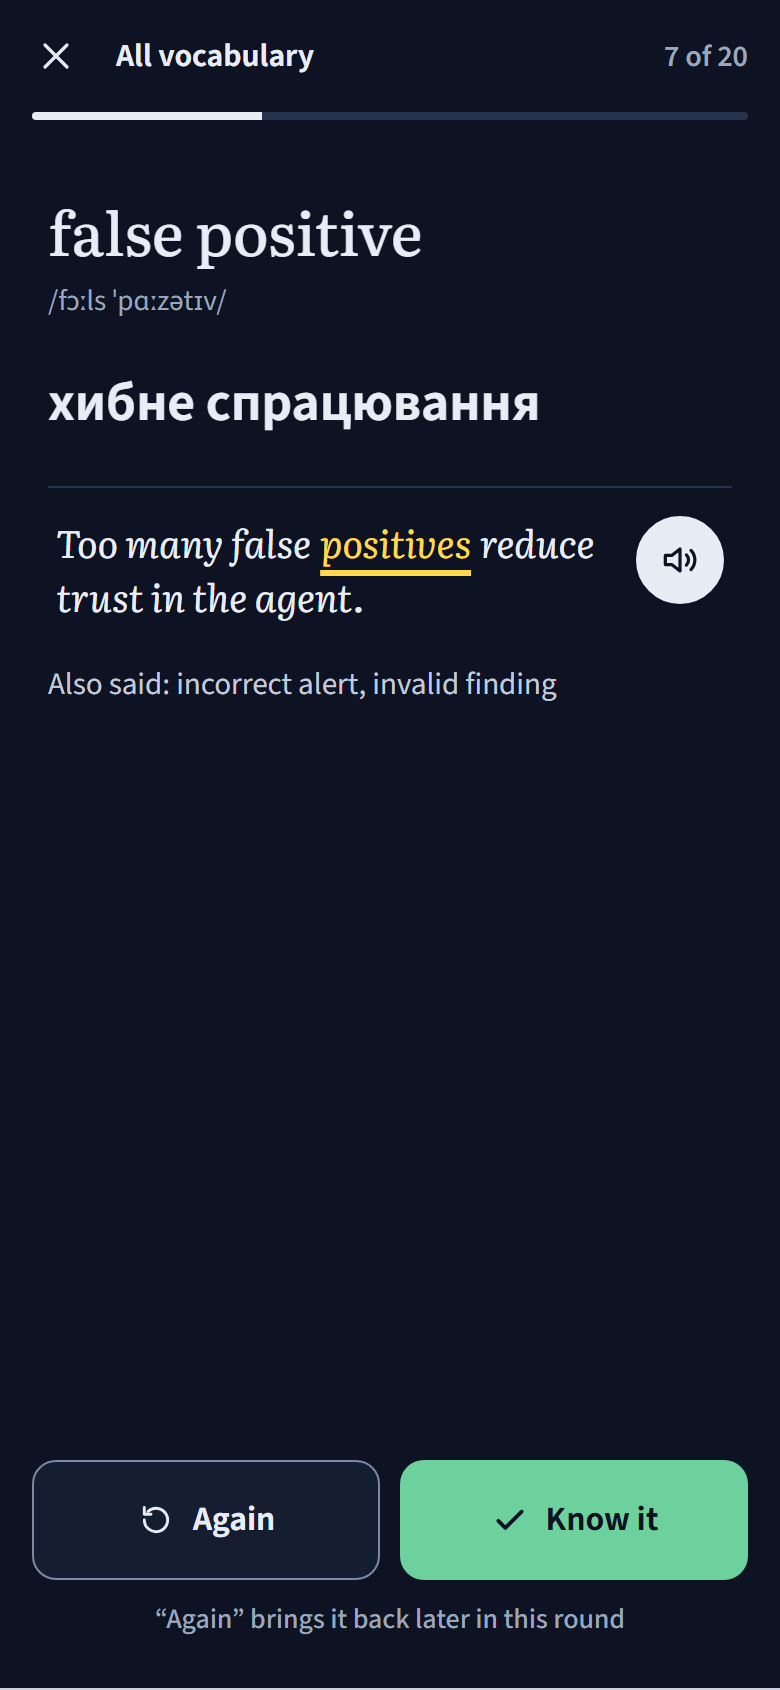 All vocabulary
7 of 20
false positive
/fɔːls ˈpɑːzətɪv/
хибне спрацювання
Too many false positives reduce
trust in the agent.
Also said: incorrect alert, invalid finding
Again
Know it
“Again” brings it back later in this round